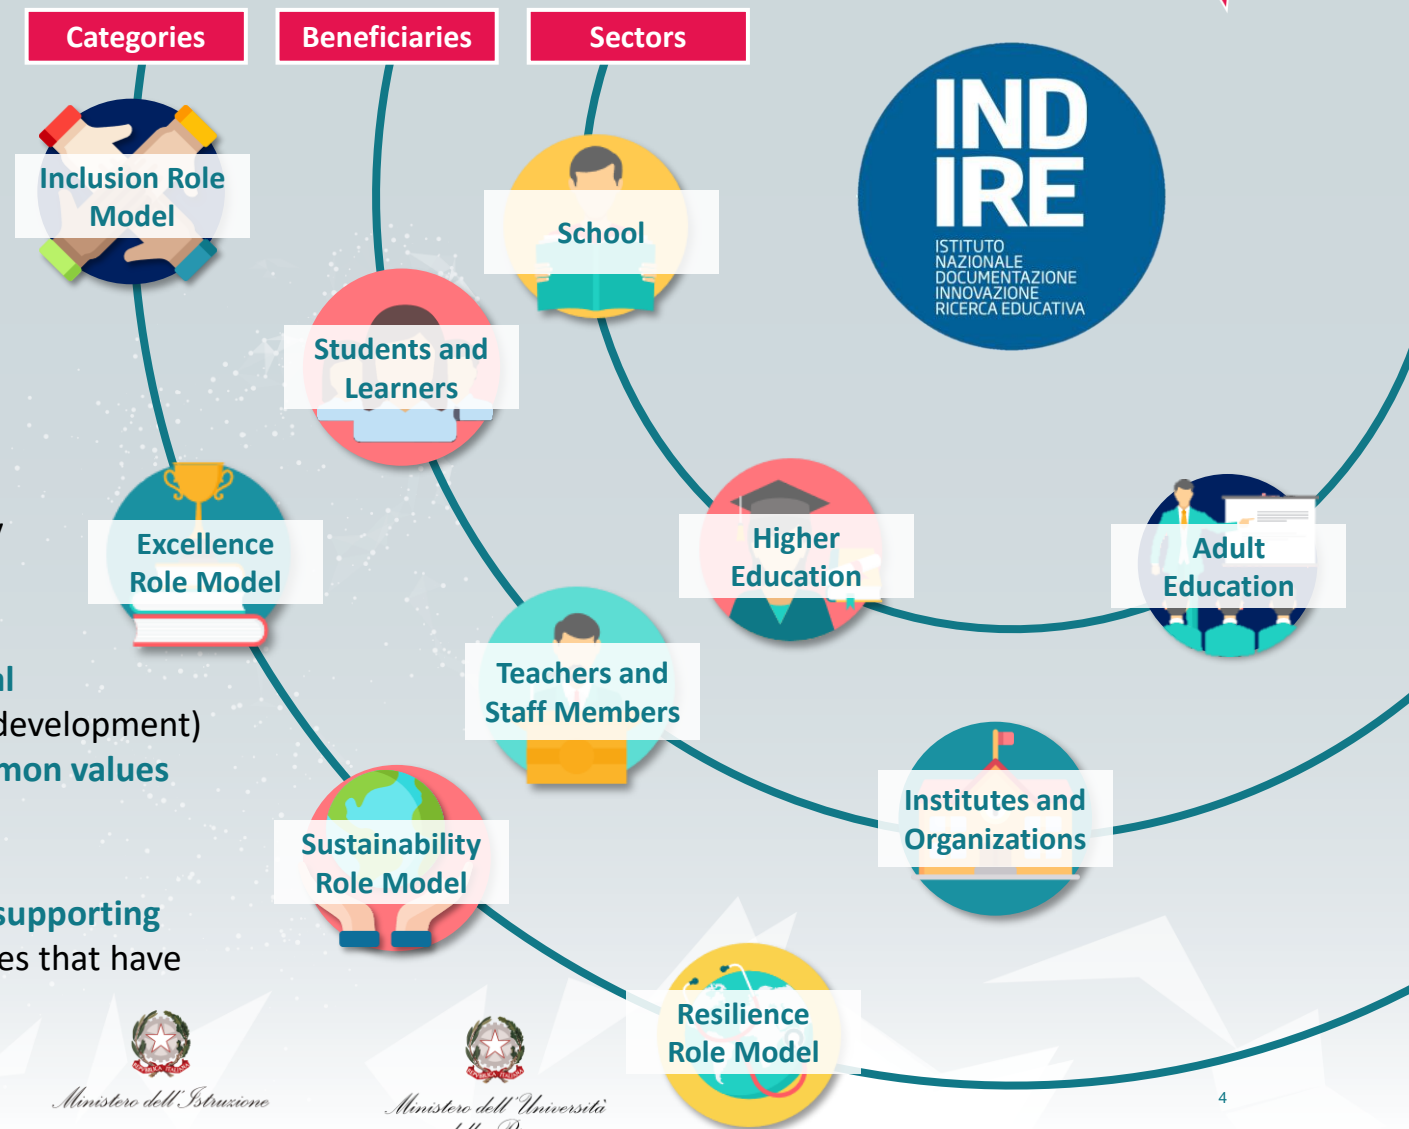 Categories
Beneficiaries
Sectors
Inclusion Role
Model
School
IND
IRE
ISTITUTO
NAZIONALE
DOCUMENTAZIONE
INNOVAZIONE
RICERCA EDUCATIVA
Students and
Learners
Excellence
Role Model
Higher
Education
Adult
Education
development)
mon values
Teachers and
Staff Members
Institutes and
Organizations
Sustainability
Role Model
supporting
es that have
Resilience
Role Model
Ministero dell'Istruzione
Ministero dell'Università
4